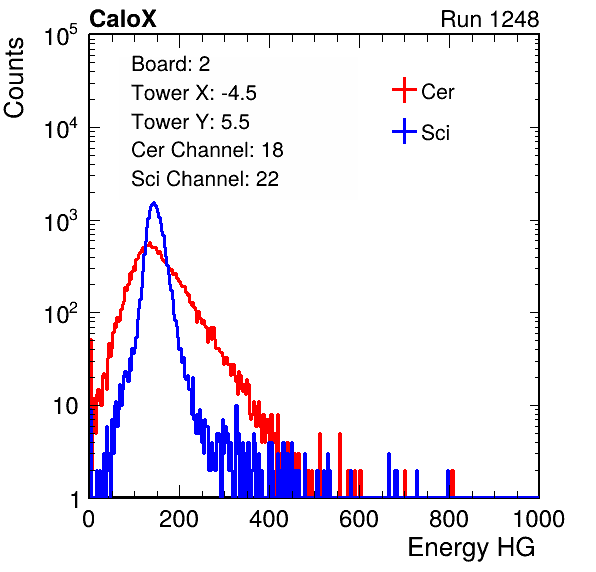 CaloX Run 1248
Counts
10^5
10^4
10^3
10^2
10
1
Board: 2
Tower X: -4.5
Tower Y: 5.5
Cer Channel: 18
Sci Channel: 22
Cer
Sci
0 200 400 600 800 1000
Energy HG